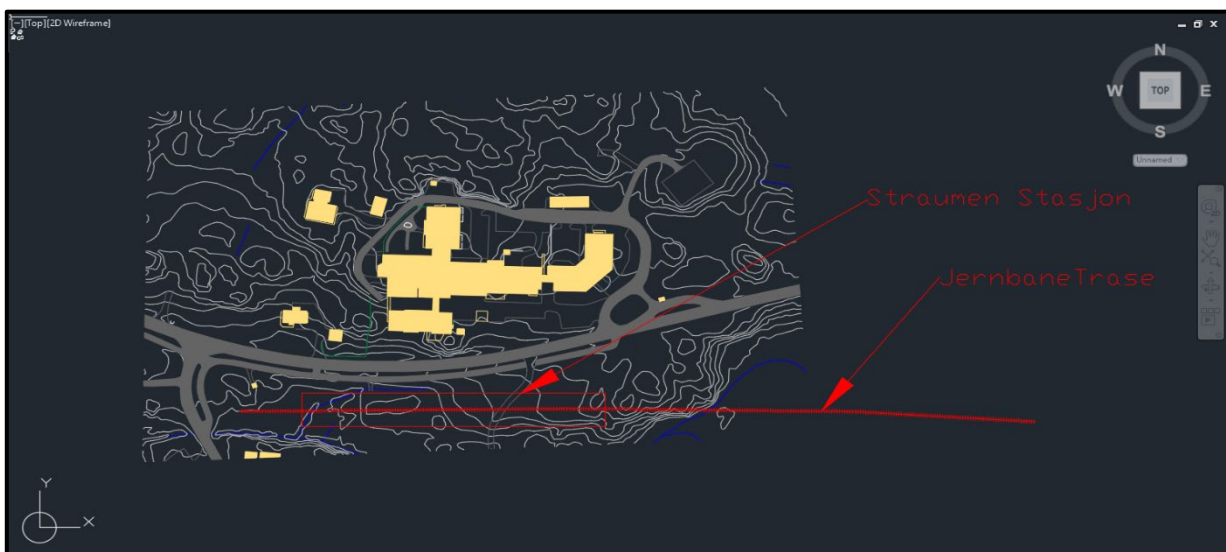 [−][Top][2D Wireframe]
N
W
TOP
E
S
Unnamed
Straumen Stasjon
JernbaneTrase
Y
X